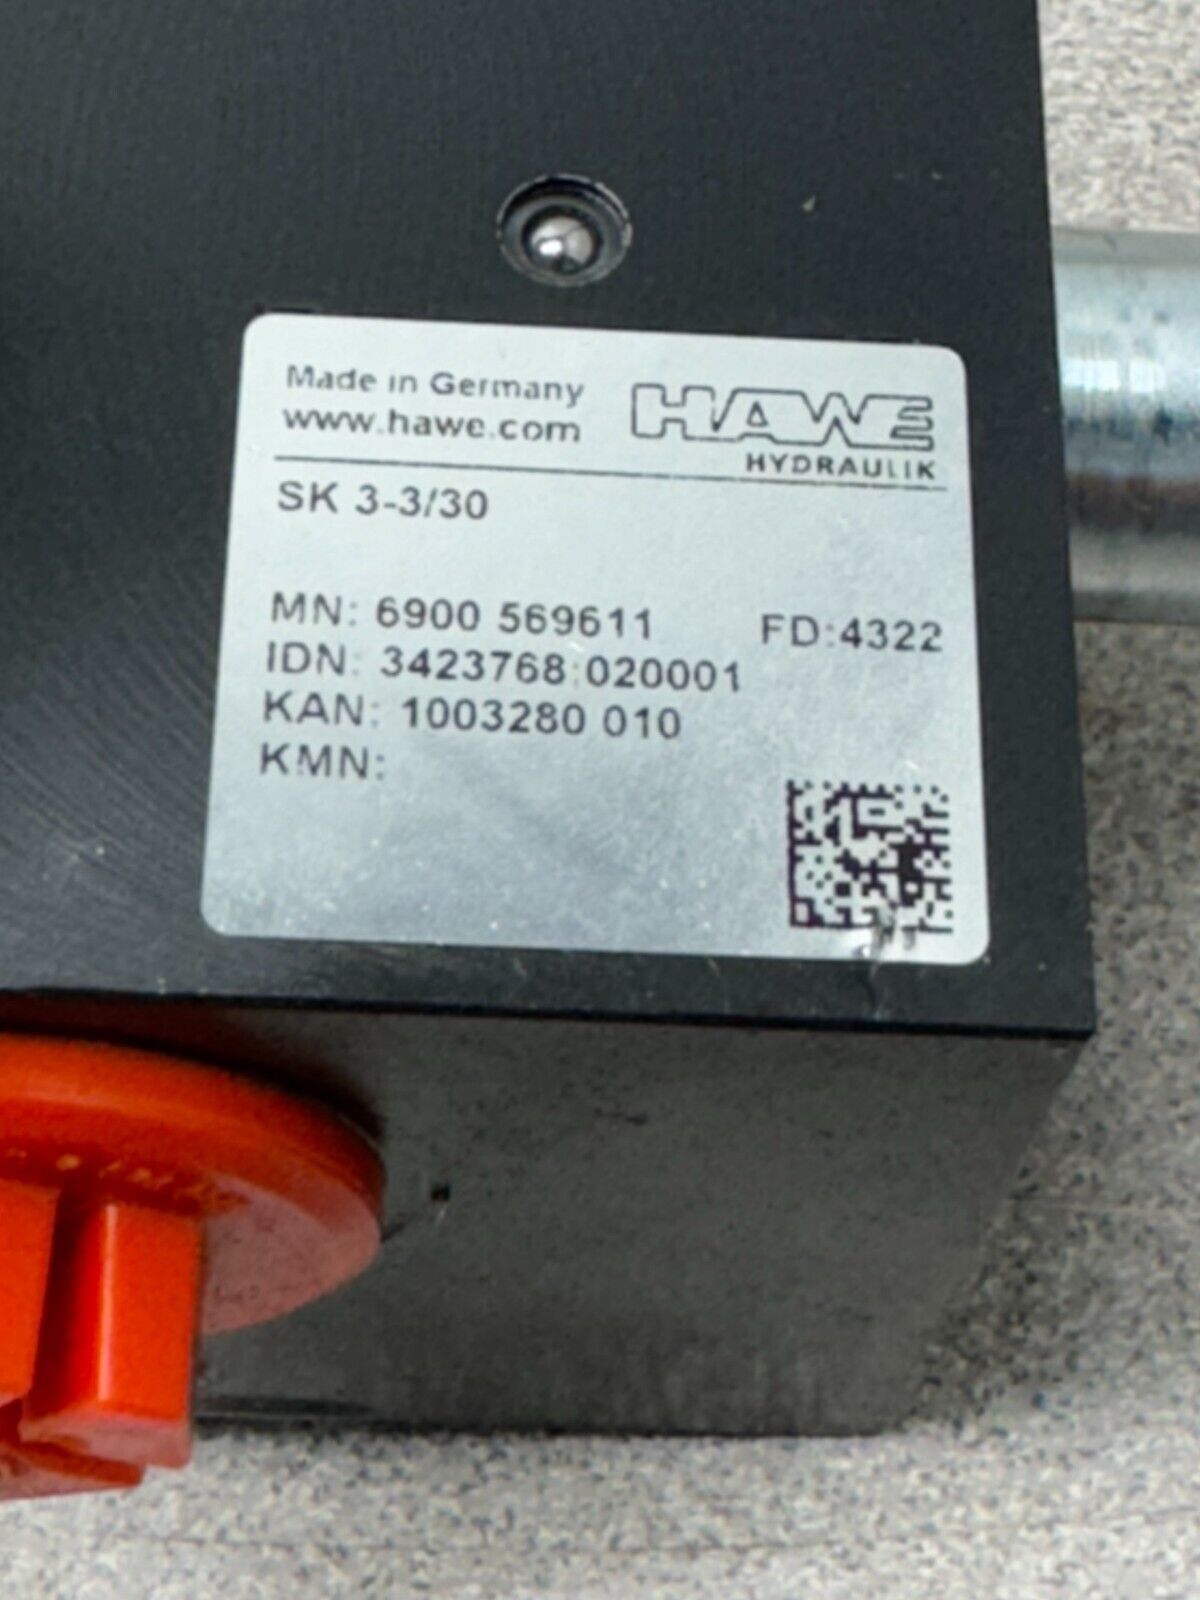 Made in Germany
www.hawe.com
HAWE
HYDRAULIK
SK 3-3/30
MN: 6900 569611 FD:4322
IDN: 3423768:020001
KAN: 1003280 010
KMN: